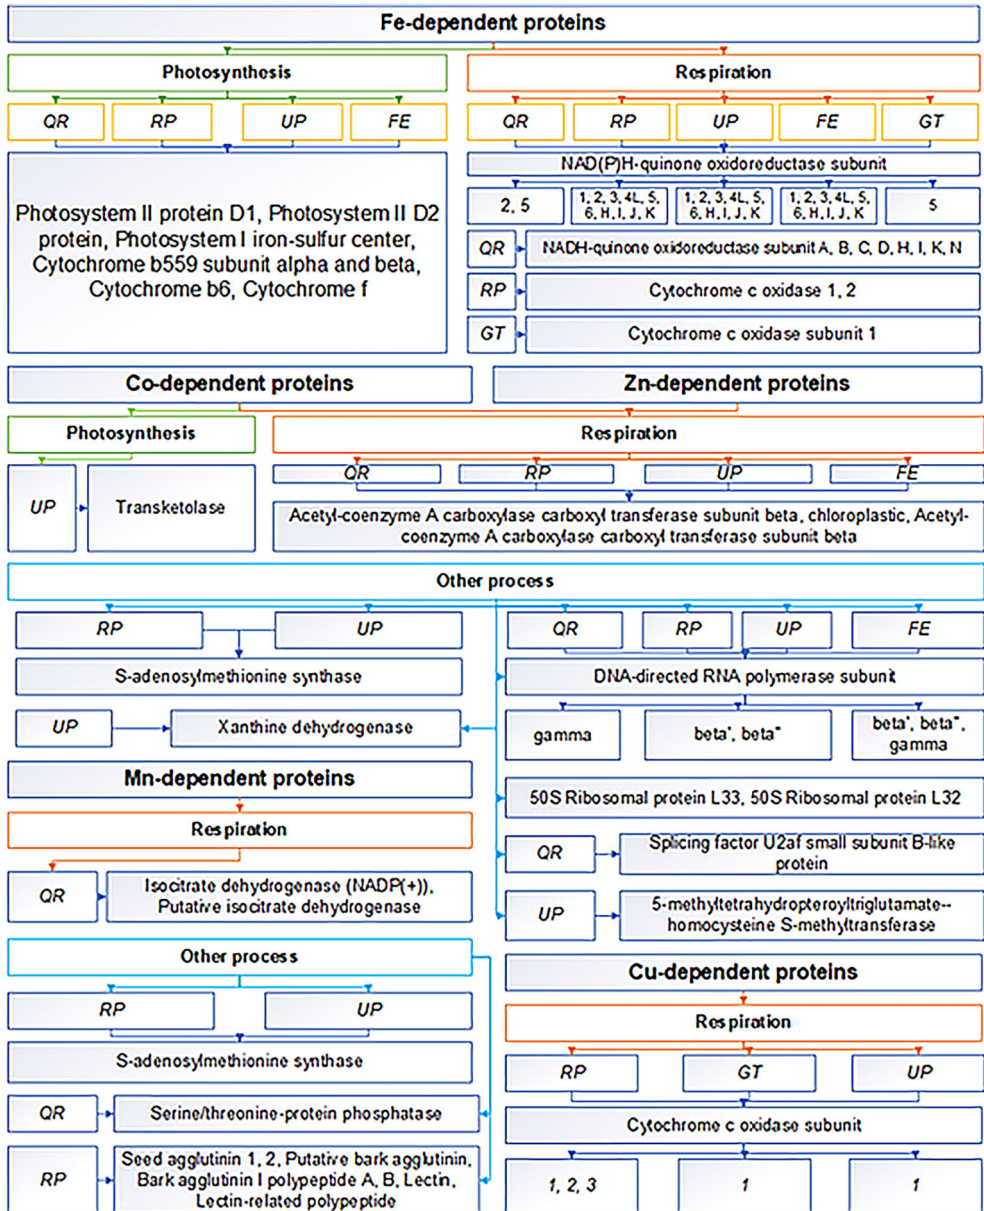 Fe-dependent proteins
Photosynthesis
Respiration
QR
RP
UP
FE
QR
RP
UP
FE
GT
Photosystem II protein D1, Photosystem II D2
protein, Photosystem I iron-sulfur center,
Cytochrome b559 subunit alpha and beta,
Cytochrome b6, Cytochrome f
NAD(P)H-quinone oxidoreductase subunit
2, 5
1, 2, 3, 4L, 5,
6, H, I, J, K
1, 2, 3, 4L, 5,
6, H, I, J, K
1, 2, 3, 4L, 5,
6, H, I, J, K
5
QR
NADH-quinone oxidoreductase subunit A, B, C, D, H, I, K, N
RP
Cytochrome c oxidase 1, 2
GT
Cytochrome c oxidase subunit 1
Co-dependent proteins
Zn-dependent proteins
Photosynthesis
Respiration
UP
Transketolase
QR
RP
UP
FE
Acetyl-coenzyme A carboxylase carboxyl transferase subunit beta, chloroplastic, Acetyl-
coenzyme A carboxylase carboxyl transferase subunit beta
Other process
RP
UP
S-adenosylmethionine synthase
UP
Xanthine dehydrogenase
QR
RP
UP
FE
DNA-directed RNA polymerase subunit
gamma
beta', beta"
beta', beta",
gamma
50S Ribosomal protein L33, 50S Ribosomal protein L32
QR
Splicing factor U2af small subunit B-like
protein
UP
5-methyltetrahydropteroyltriglutamate--
homocysteine S-methyltransferase
Mn-dependent proteins
Respiration
QR
Isocitrate dehydrogenase (NADP(+)),
Putative isocitrate dehydrogenase
Other process
RP
UP
S-adenosylmethionine synthase
QR
Serine/threonine-protein phosphatase
RP
Seed agglutinin 1, 2, Putative bark agglutinin,
Bark agglutinin I polypeptide A, B, Lectin,
Lectin-related polypeptide
Cu-dependent proteins
Respiration
RP
GT
UP
Cytochrome c oxidase subunit
1, 2, 3
1
1